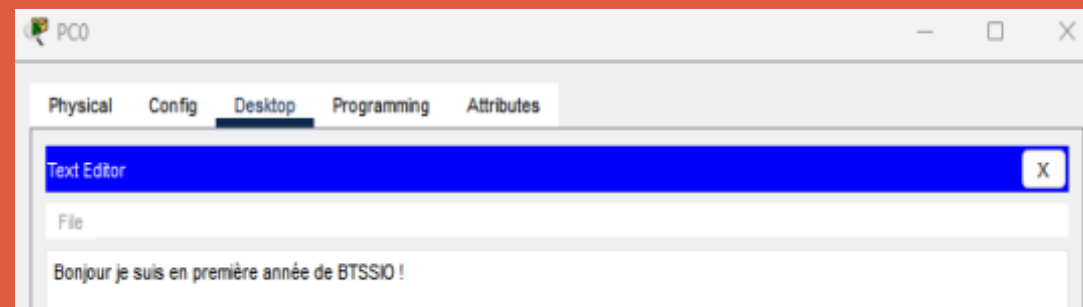 PC0
Physical Config Desktop Programming Attributes
Text Editor X
File
Bonjour je suis en première année de BTSSIO !